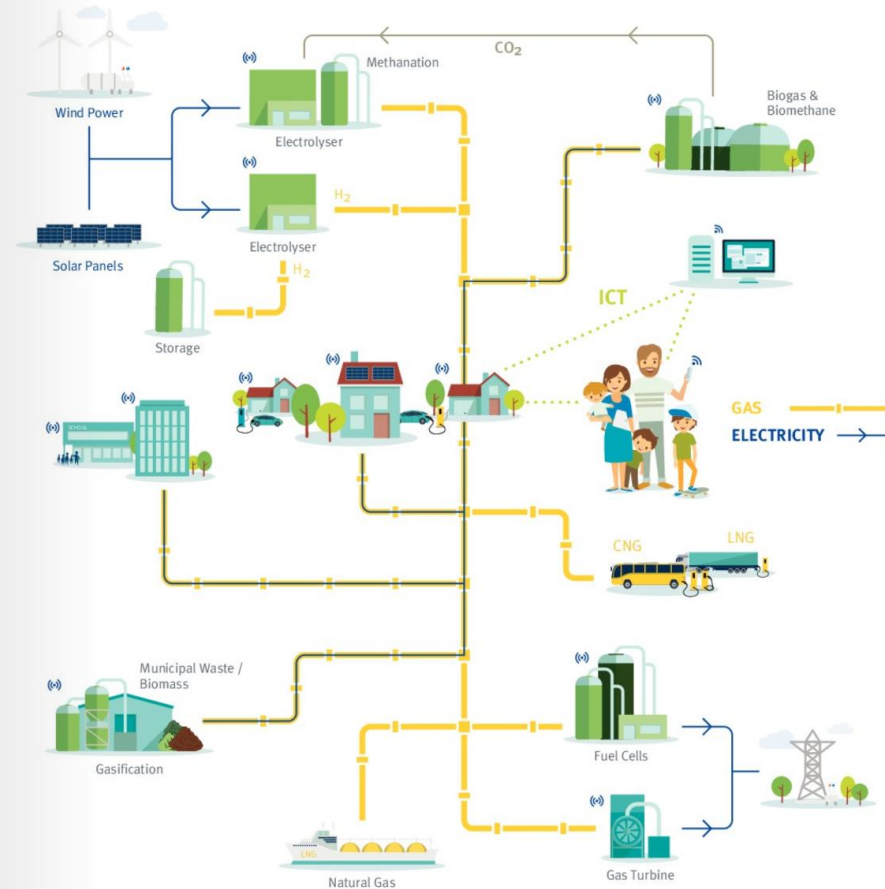 CO2
Methanation
Wind Power
Electrolyser
Biogas &
Biomethane
H2
Electrolyser
Solar Panels
H2
Storage
ICT
SCHOOL
GAS
ELECTRICITY
CNG
LNG
Municipal Waste /
Biomass
Gasification
Fuel Cells
LNG
Natural Gas
Gas Turbine